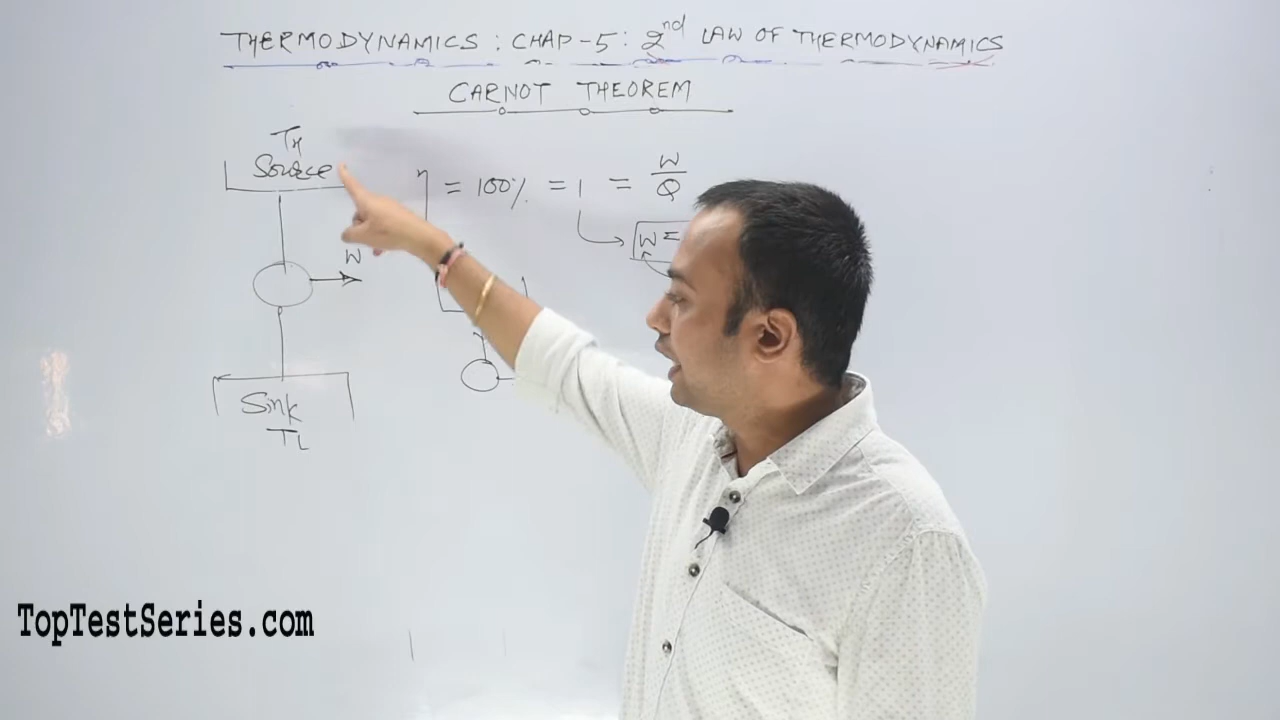 THERMODYNAMICS : CHAP-5 : 2nd LAW OF THERMODYNAMICS
CARNOT THEOREM
TH
Source
η = 100% = 1 = W/Q
W =
W
Sink
TL
TopTestSeries.com